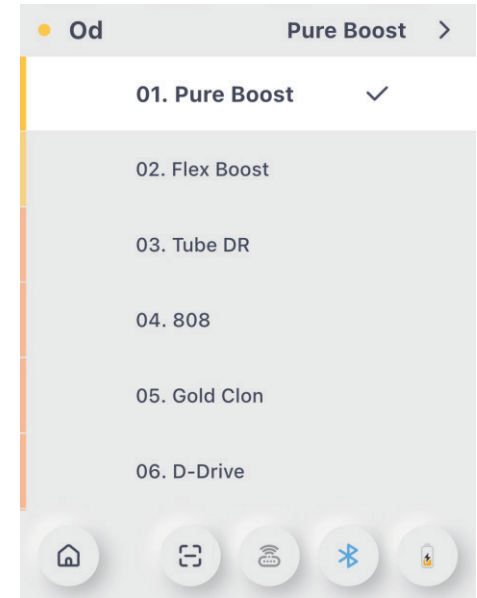 Od Pure Boost
01. Pure Boost
02. Flex Boost
03. Tube DR
04. 808
05. Gold Clon
06. D-Drive